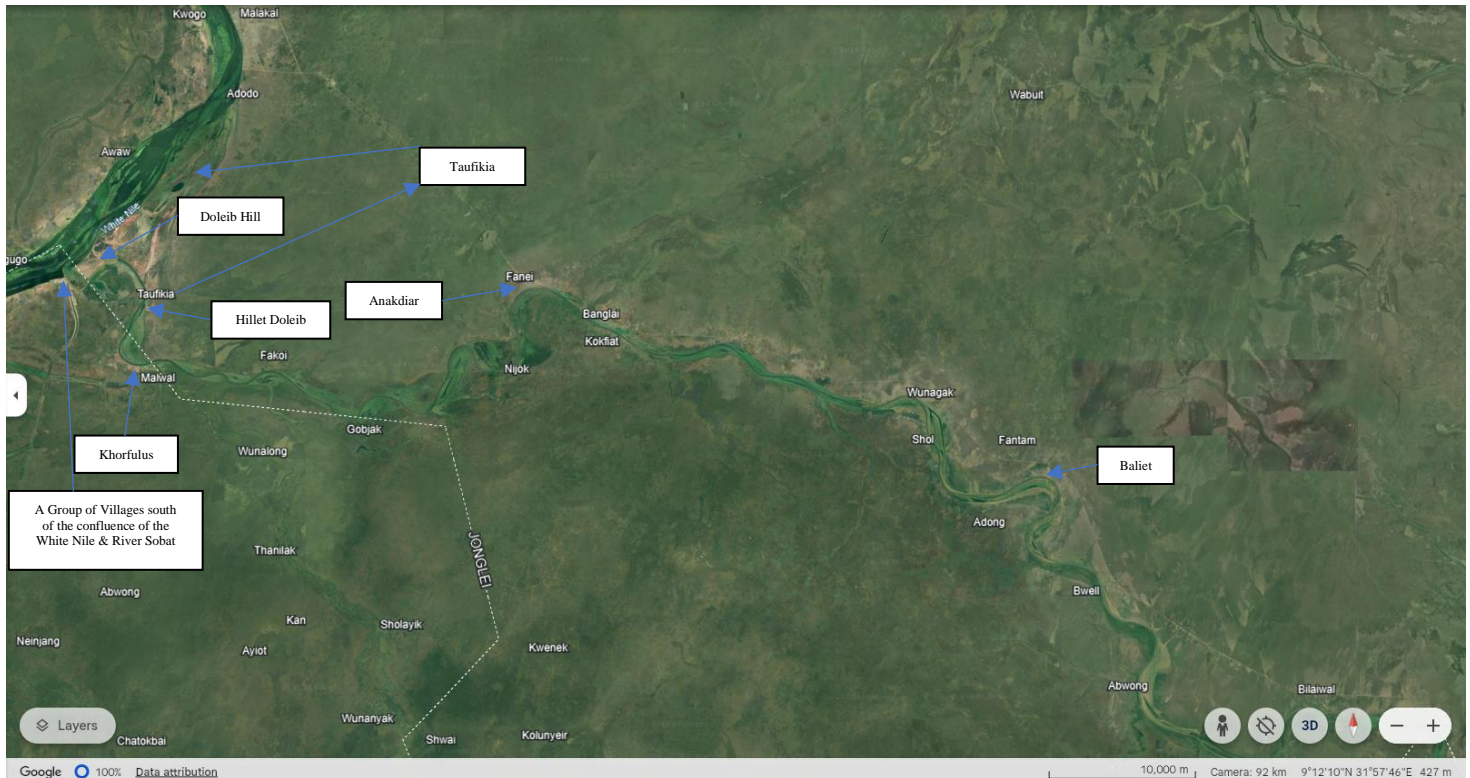 Kwogo
Malakal
Adodo
Wabuit
Awaw
Taufikia
White Nile
Doleib Hill
gugo
Fanei
Taufikia
Anakdiar
Hillet Doleib
Banglai
Kokfiat
Fakoi
Nijok
Malwal
Wunagak
Gobjak
Shol
Fantam
Wunalong
Khorfulus
Baliet
A Group of Villages south
of the confluence of the
White Nile & River Sobat
Adong
Thanilak
JONGLEI
Abwong
Bwell
Kan
Sholayik
Neinjang
Ayiot
Kwenek
Abwong
Bilaiwal
Wunanyak
Layers
Chatokbai
Shwai
Kolunyeir
3D
Google 100% Data attribution 10,000 m Camera: 92 km 9°12'10"N 31°57'46"E 427 m